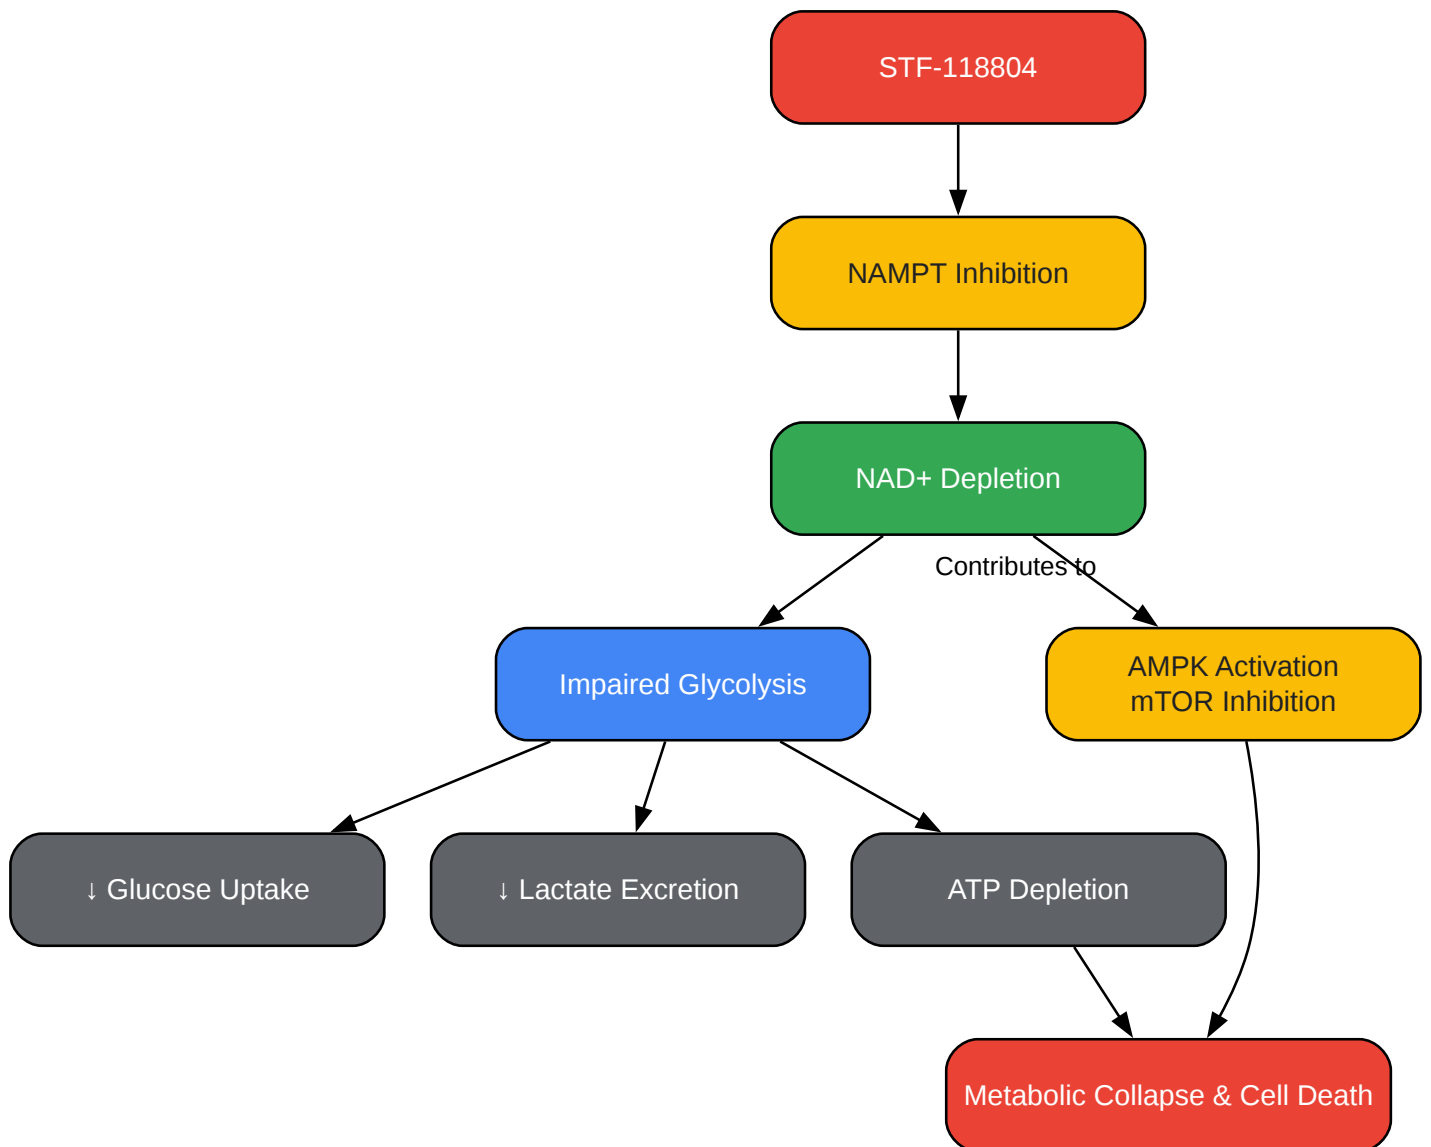 STF-118804
NAMPT Inhibition
NAD+ Depletion
Contributes to
Impaired Glycolysis
AMPK Activation
mTOR Inhibition
↓ Glucose Uptake
↓ Lactate Excretion
ATP Depletion
Metabolic Collapse & Cell Death